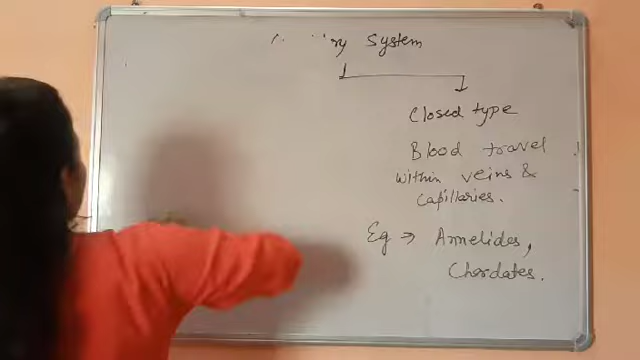 System
Closed type
Blood travel
within veins &
capillaries.
Eg → Annelides,
Chordates.